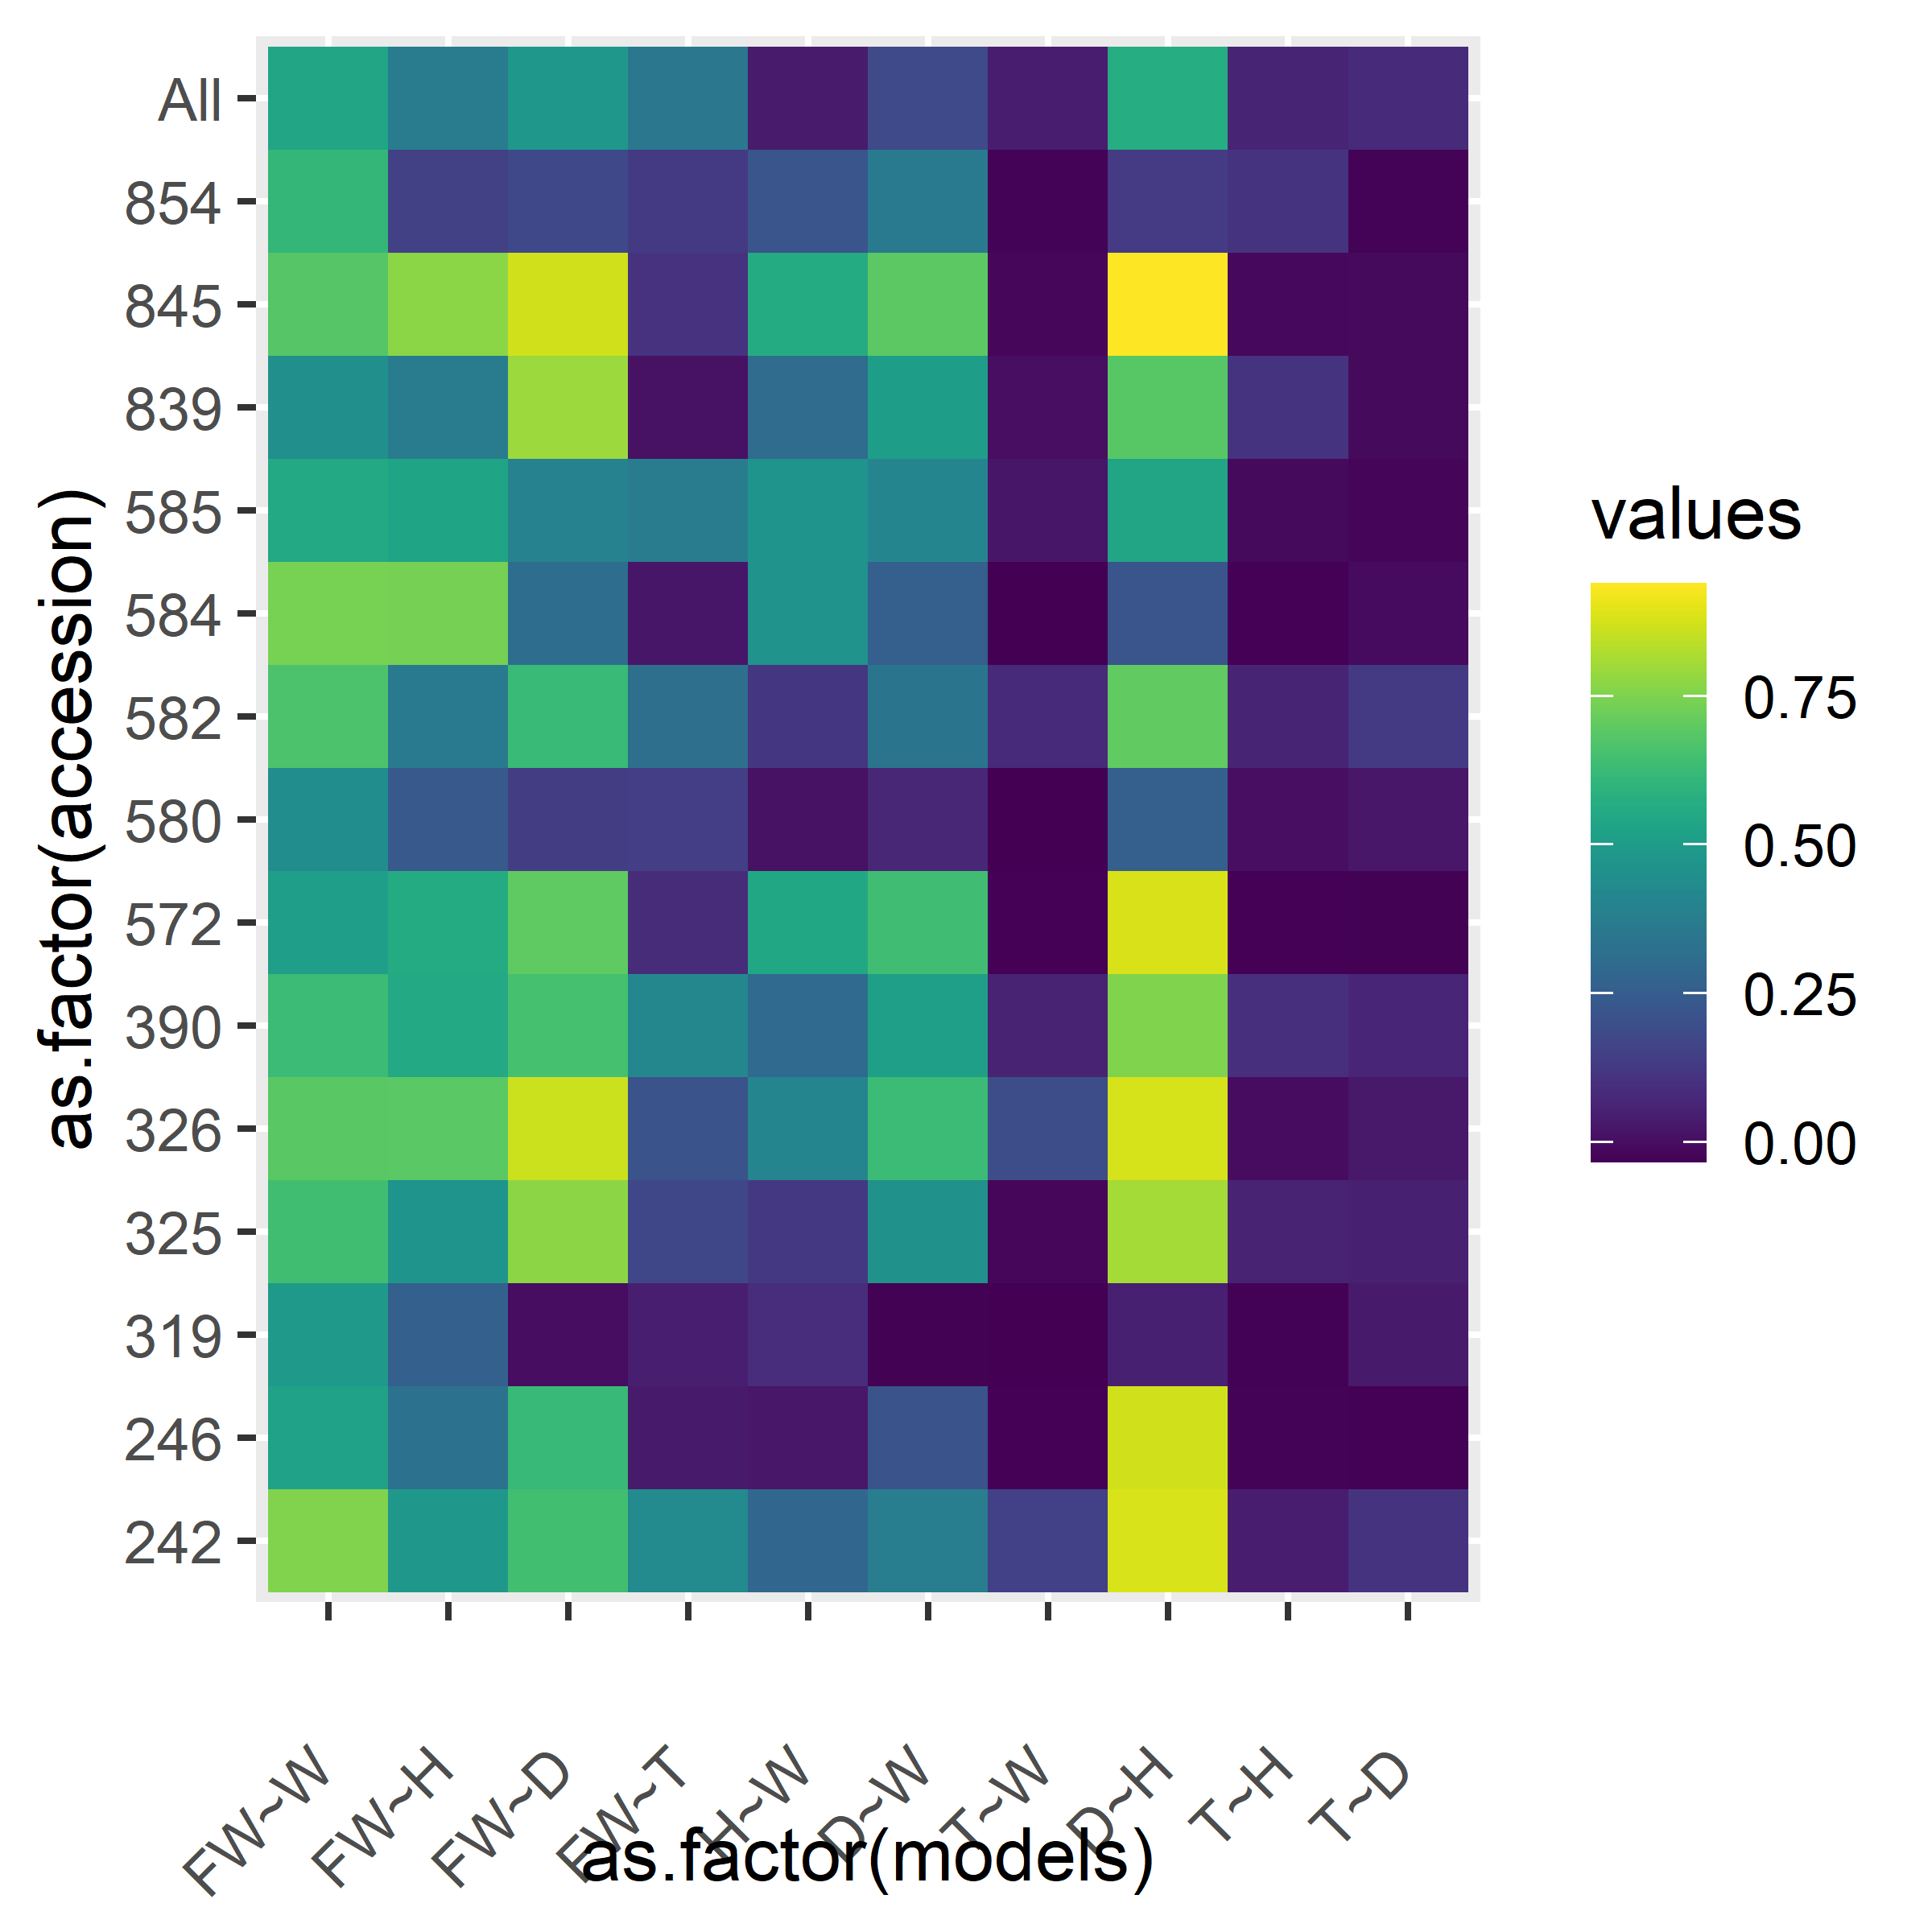 as.factor(accession)
All
854
845
839
585
584
582
580
572
390
326
325
319
246
242
FW~W
FW~H
FW~D
FW~T
H~W
D~W
T~W
D~H
T~H
T~D
as.factor(models)
values
0.75
0.50
0.25
0.00